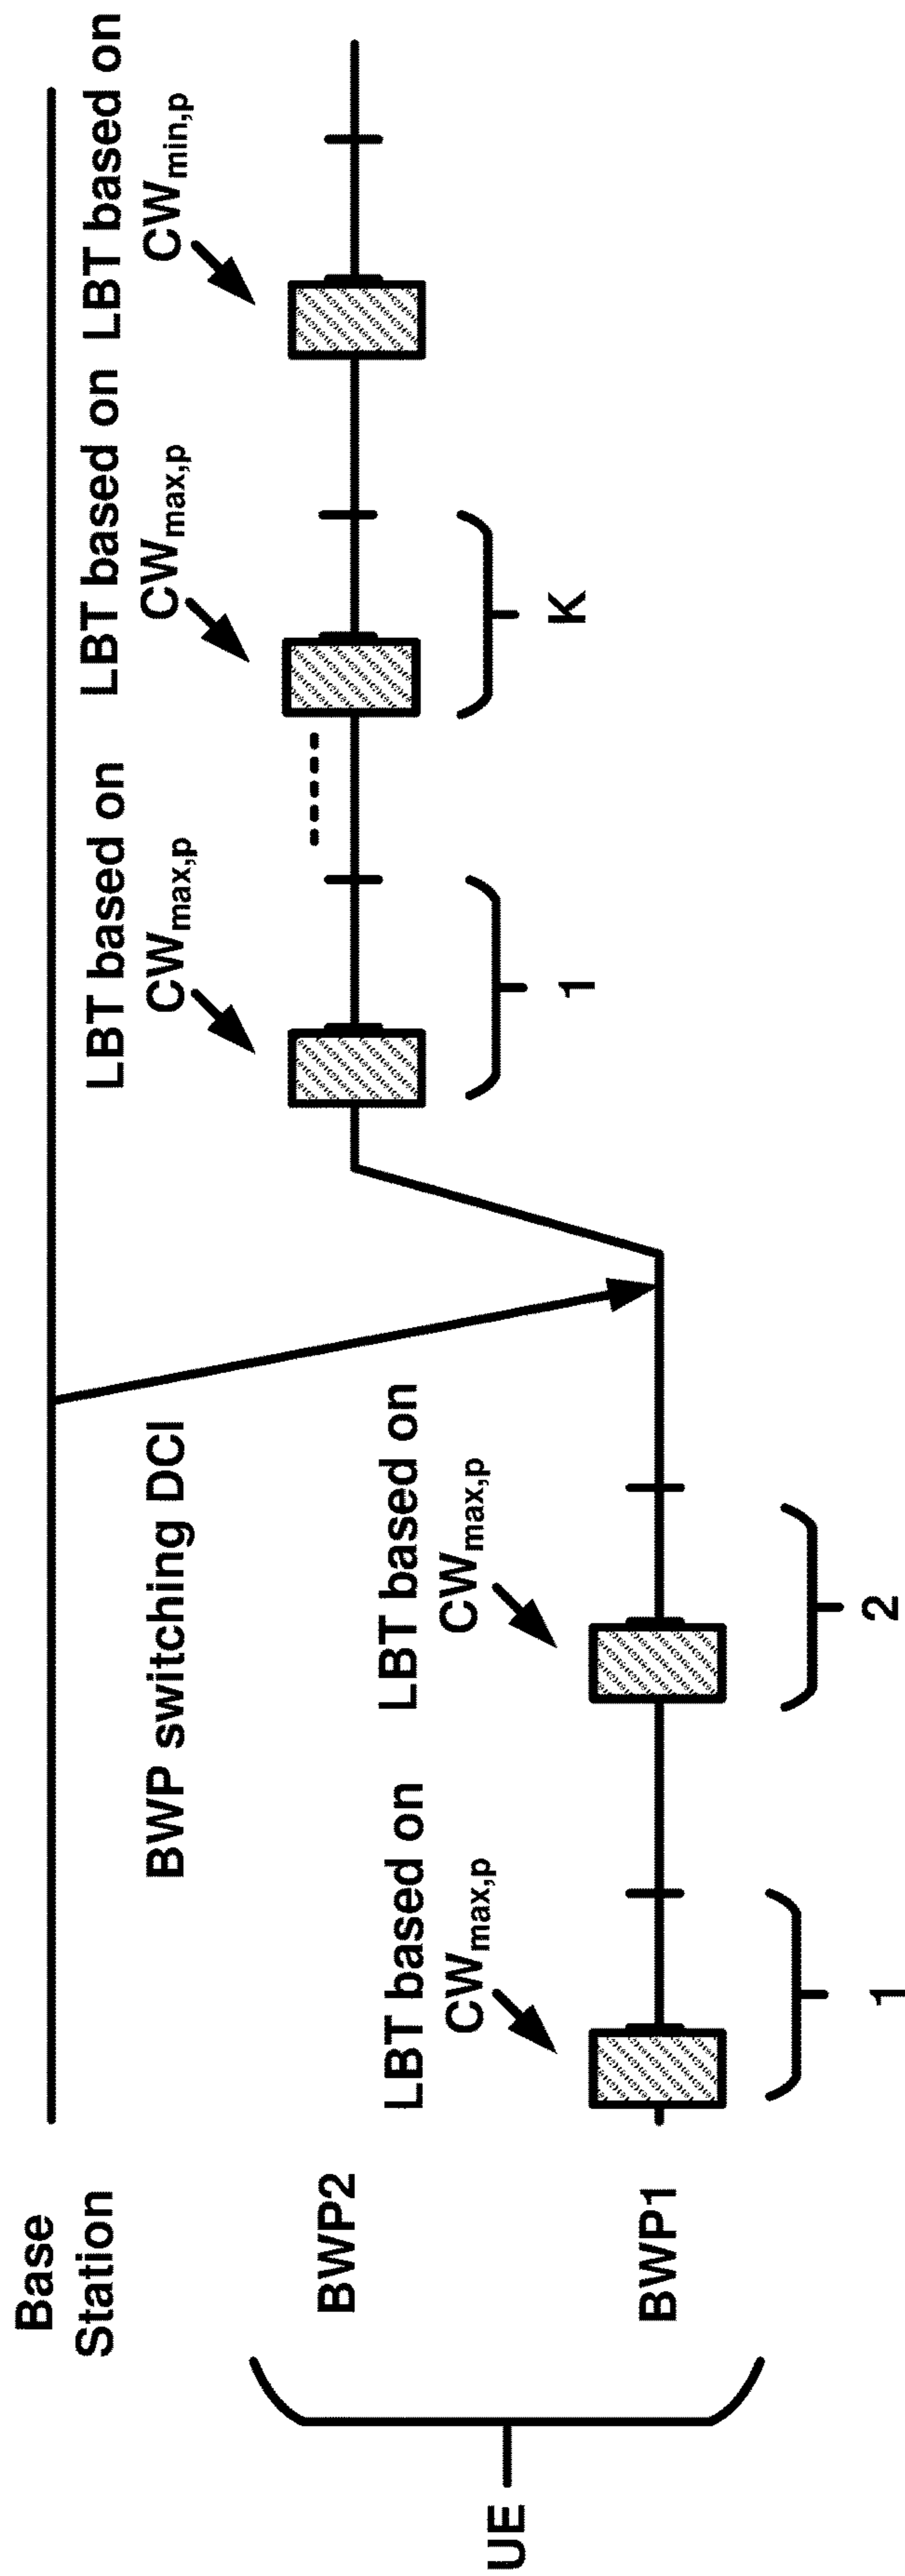 Base
Station
LBT based on
CWmax,p
LBT based on
CWmax,p
LBT based on
CWmin,p
BWP switching DCI
1
K
BWP2
LBT based on
CWmax,p
LBT based on
CWmax,p
BWP1
1
2
UE